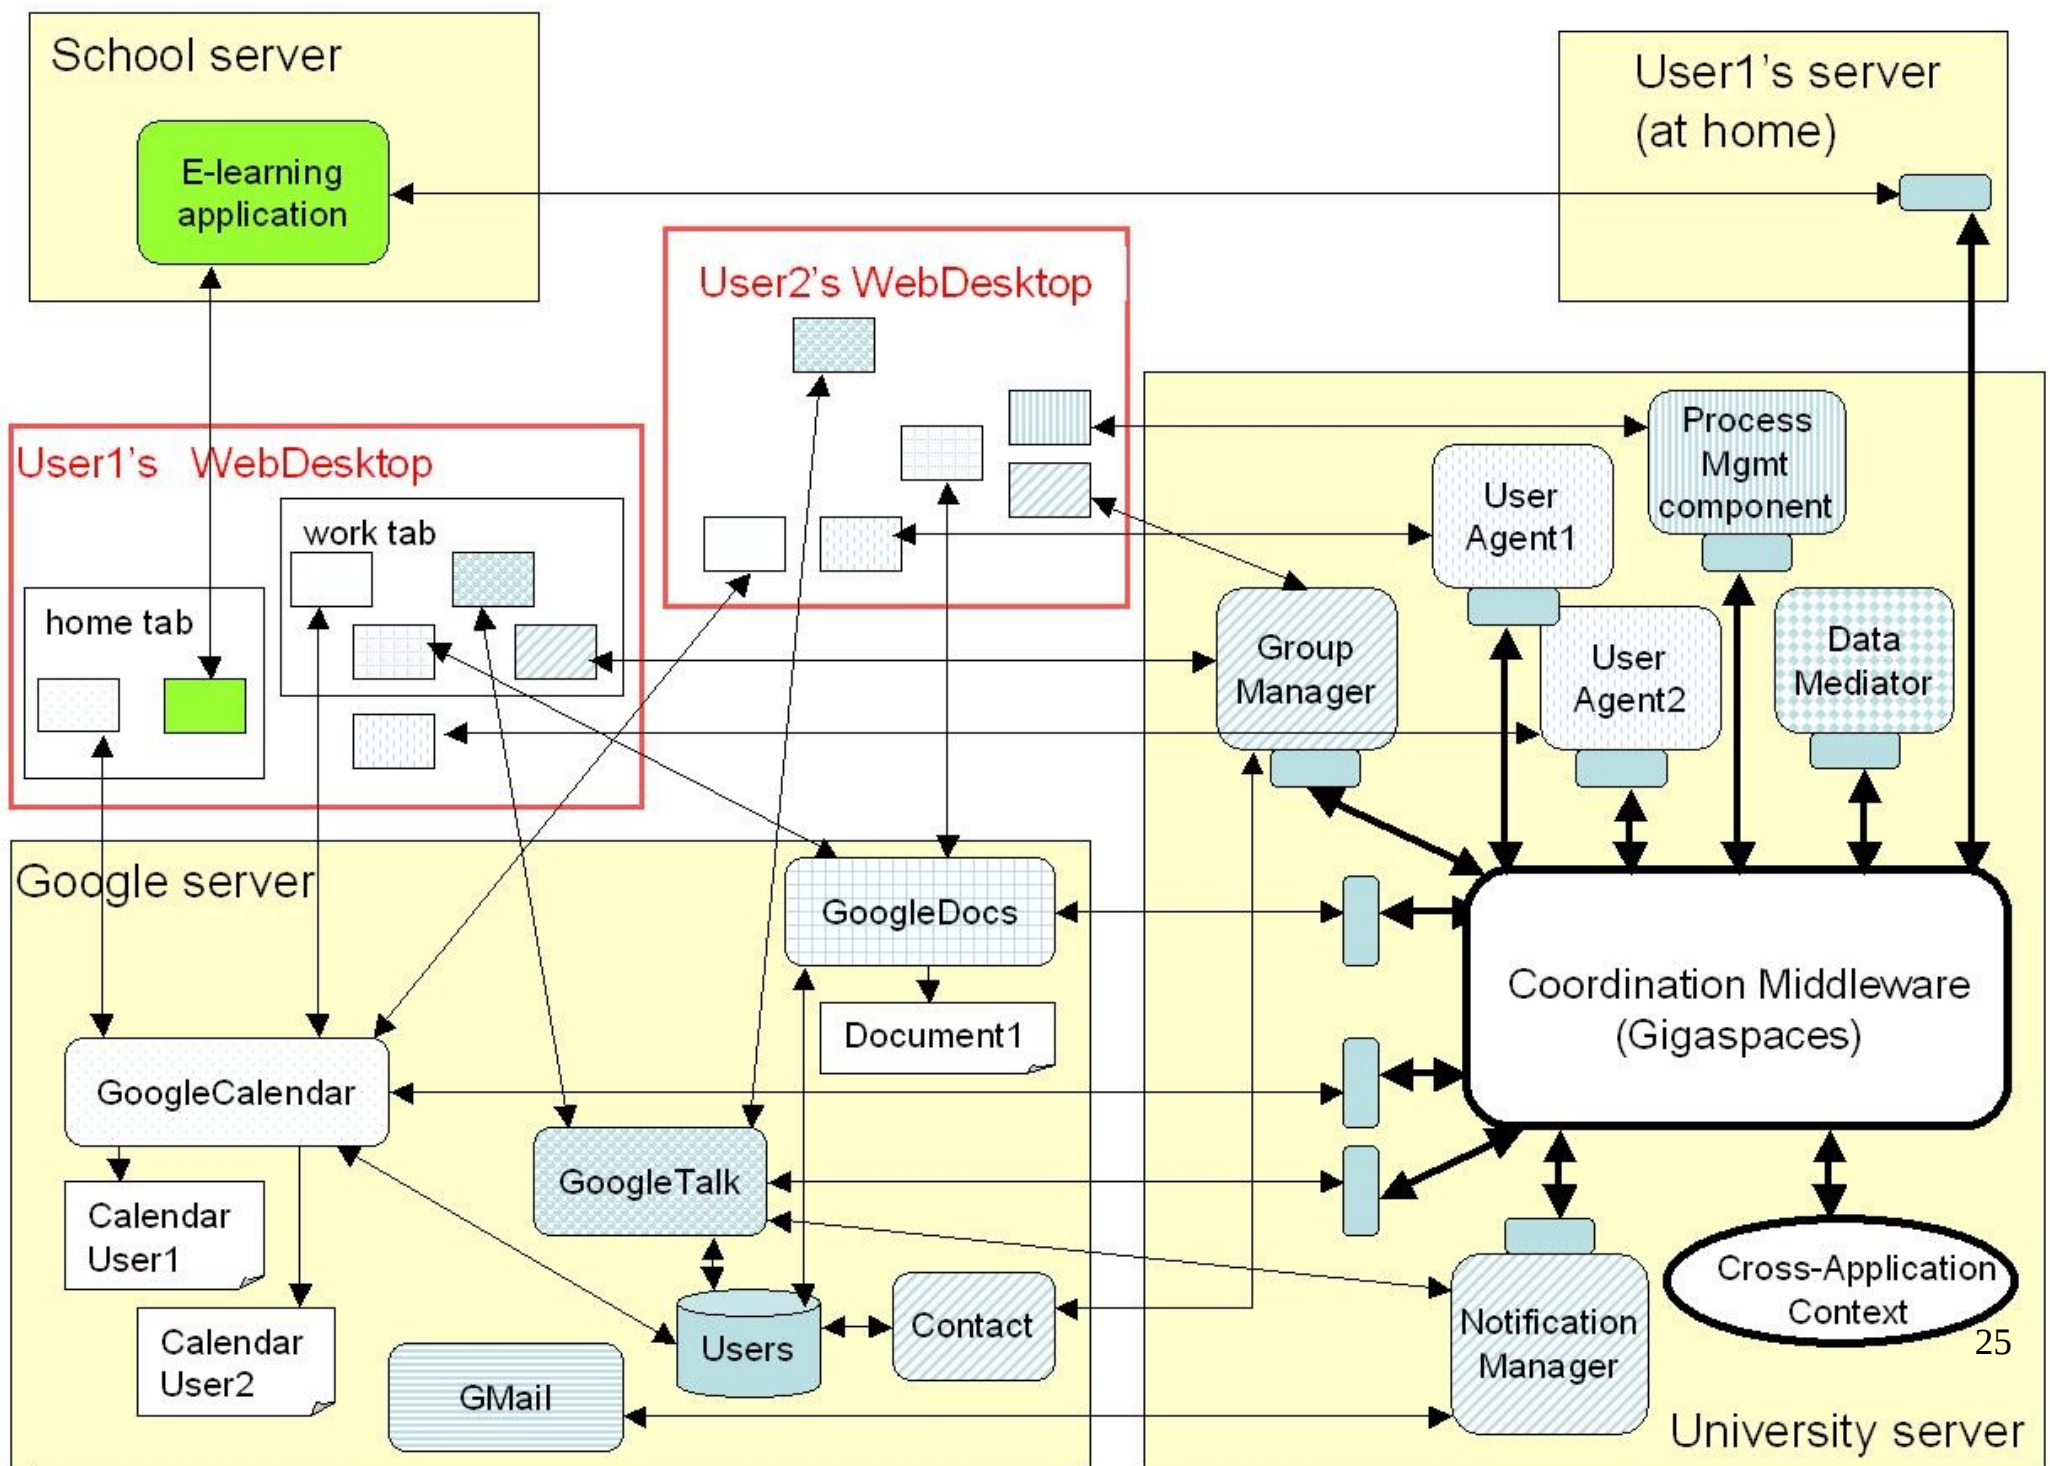 School server
E-learning
application
User1's server
(at home)
User2's WebDesktop
User1's WebDesktop
work tab
home tab
Process
Mgmt
component
User
Agent1
Group
Manager
User
Agent2
Data
Mediator
Google server
GoogleDocs
Document1
Coordination Middleware
(Gigaspaces)
GoogleCalendar
GoogleTalk
Calendar
User1
Calendar
User2
Users
Contact
GMail
Notification
Manager
Cross-Application
Context
25
University server